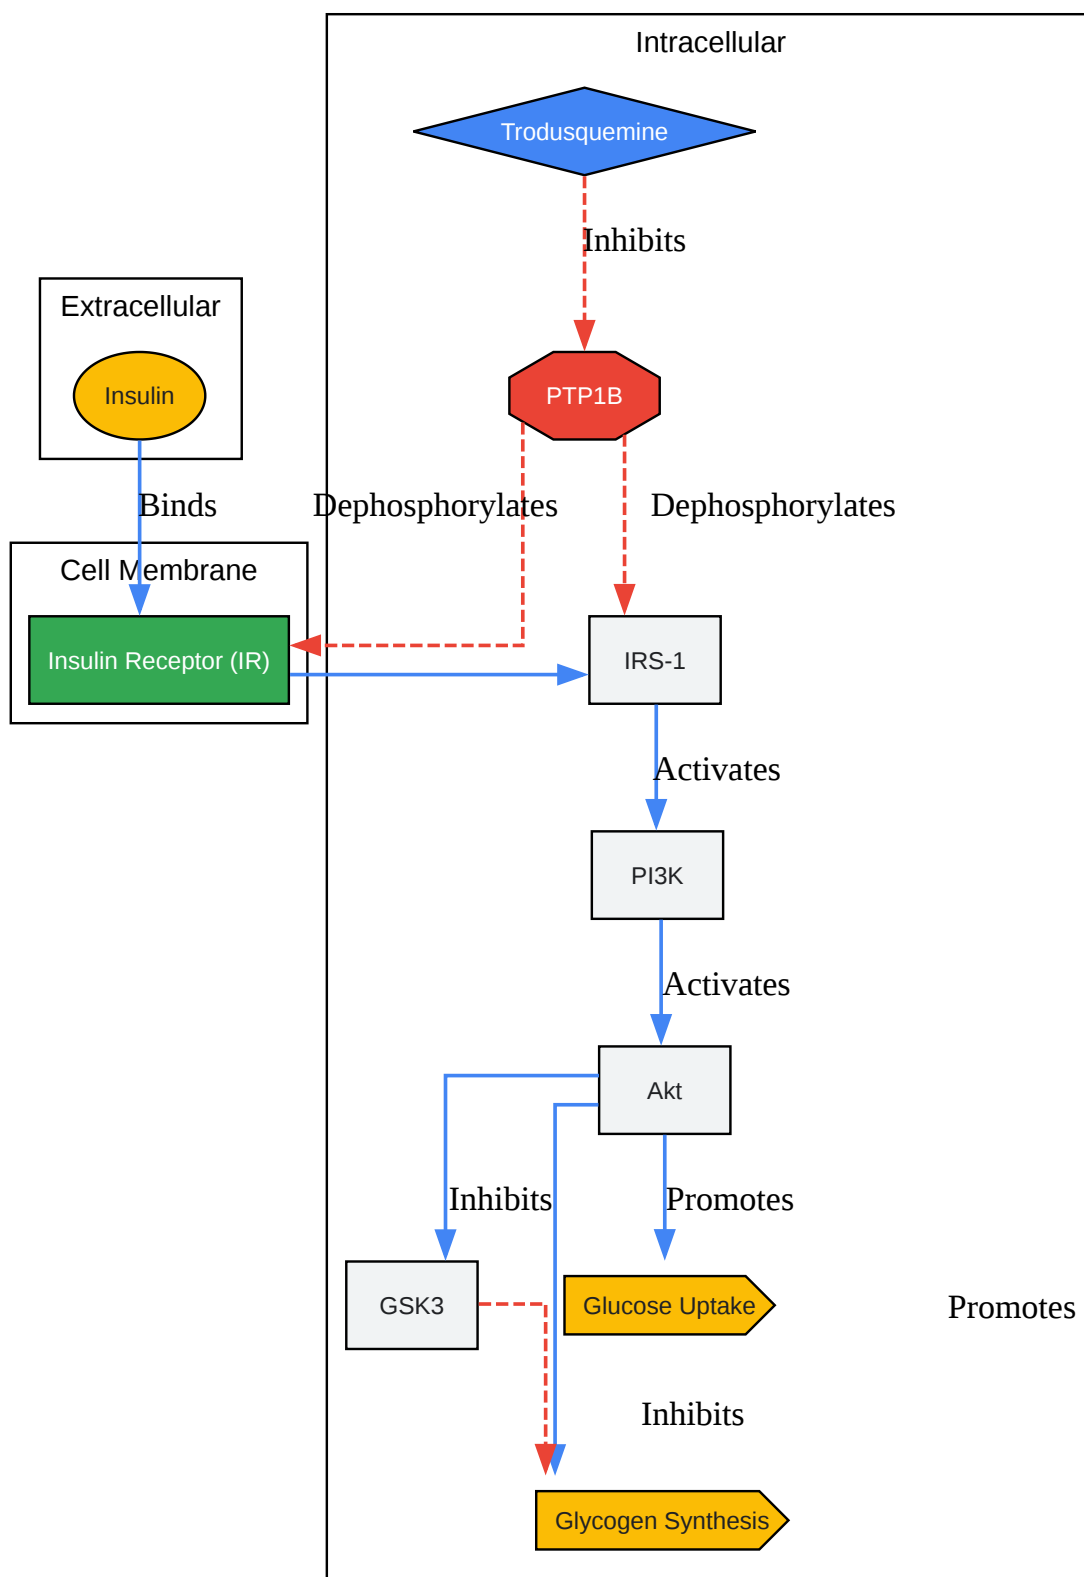 Intracellular
Trodusquemine
Inhibits
Extracellular
Insulin
PTP1B
Binds
Dephosphorylates
Dephosphorylates
Cell Membrane
Insulin Receptor (IR)
IRS-1
Activates
PI3K
Activates
Akt
Inhibits
Promotes
GSK3
Glucose Uptake
Promotes
Inhibits
Glycogen Synthesis